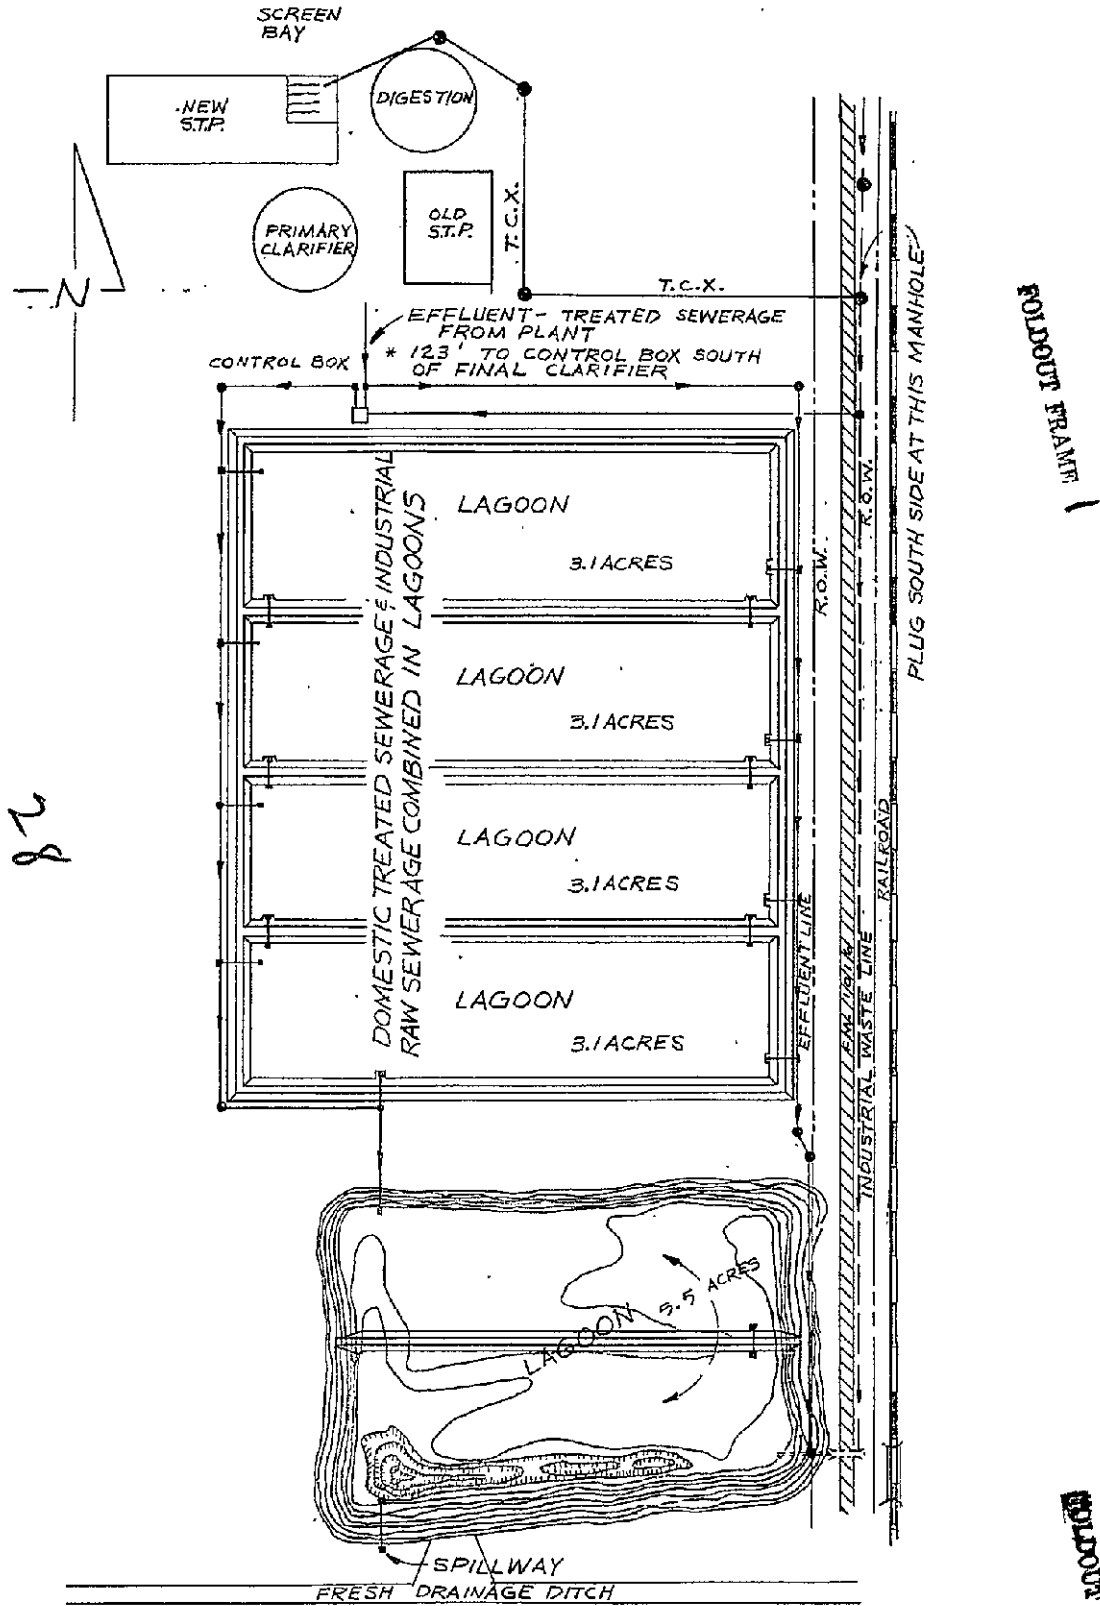 SCREEN
BAY
NEW
S.T.P.
DIGESTION
PRIMARY
CLARIFIER
OLD
S.T.P.
T.C.X.
T.C.X.
N
EFFLUENT - TREATED SEWERAGE
FROM PLANT
* 123' TO CONTROL BOX SOUTH
OF FINAL CLARIFIER
CONTROL BOX
PLUG SOUTH SIDE AT THIS MANHOLE
FOLDOUT FRAME 1
R.O.W.
R.O.W.
DOMESTIC TREATED SEWERAGE & INDUSTRIAL
RAW SEWERAGE COMBINED IN LAGOONS
LAGOON
3.1 ACRES
LAGOON
3.1 ACRES
LAGOON
3.1 ACRES
LAGOON
3.1 ACRES
82
EFFLUENT LINE
INDUSTRIAL WASTE LINE
RAILROAD
LAGOON
5.5 ACRES
SPILLWAY
FRESH DRAINAGE DITCH
FOLDOUT